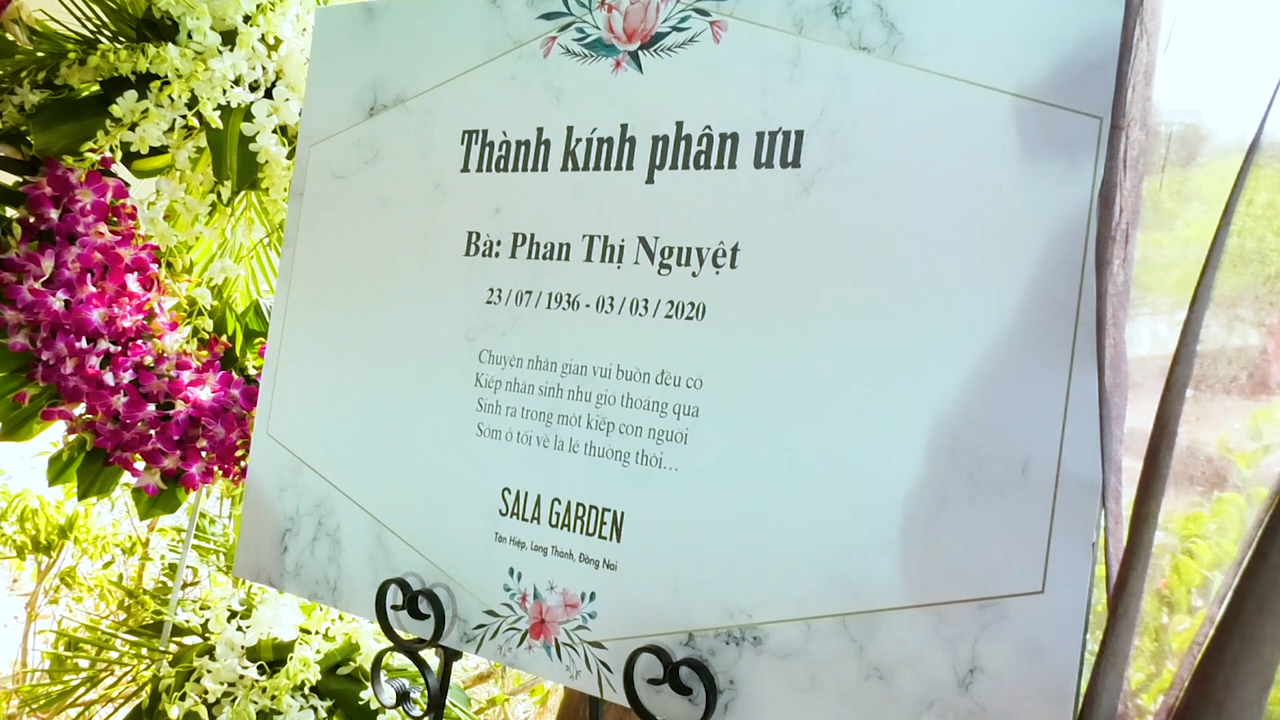 Thành kính phân ưu
Bà: Phan Thị Nguyệt
23 / 07 / 1936 - 03 / 03 / 2020
Chuyện nhân gian vui buồn đều có
Kiếp nhân sinh như gió thoảng qua
Sinh ra trong một kiếp con người
Sớm ở tối về là lẽ thường thôi...
SALA GARDEN
Tân Hiệp, Long Thành, Đồng Nai